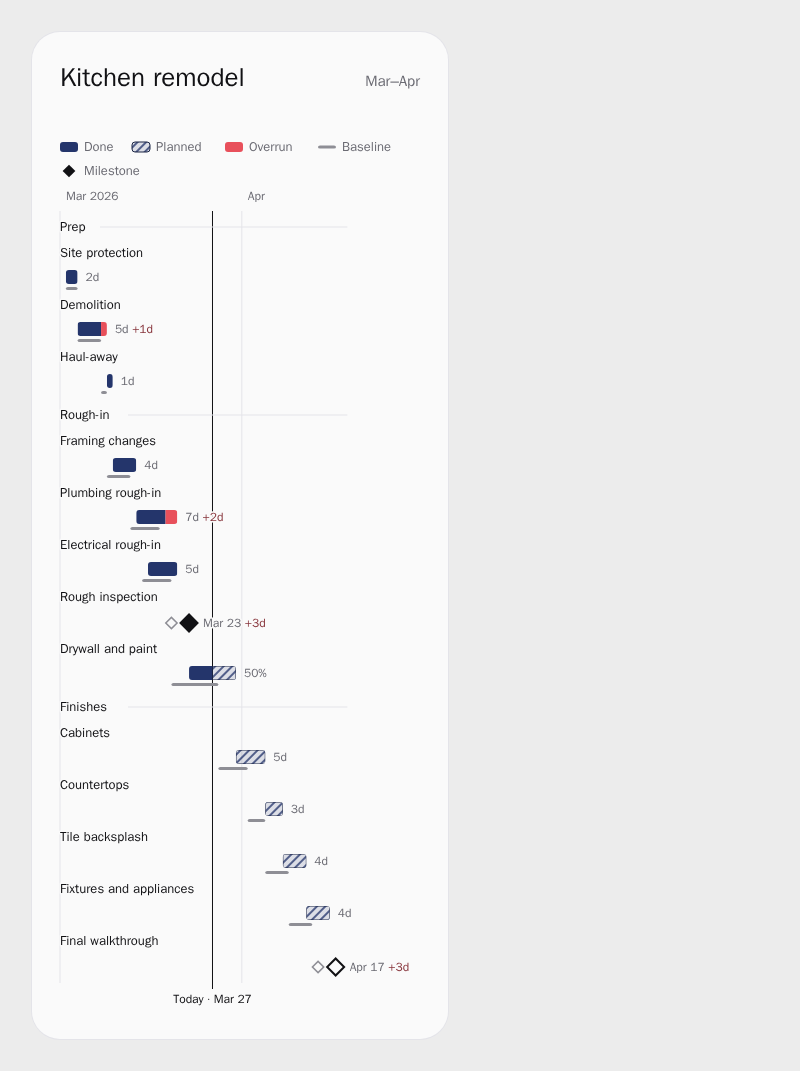 Kitchen remodel
Mar–Apr
Done Planned Overrun Baseline
Milestone
Mar 2026 Apr
Prep
Site protection
2d
Demolition
5d +1d
Haul-away
1d
Rough-in
Framing changes
4d
Plumbing rough-in
7d +2d
Electrical rough-in
5d
Rough inspection
Mar 23 +3d
Drywall and paint
50%
Finishes
Cabinets
5d
Countertops
3d
Tile backsplash
4d
Fixtures and appliances
4d
Final walkthrough
Apr 17 +3d
Today · Mar 27